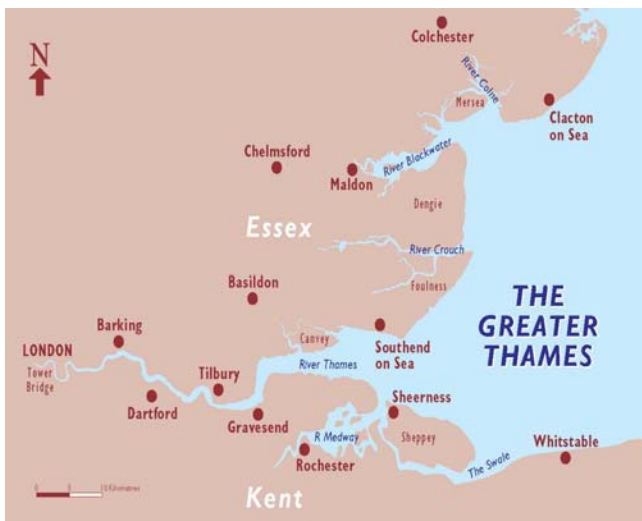 N
Colchester
River Colne
Mersea
Clacton
on Sea
Chelmsford
Maldon
River Blackwater
Dengie
Essex
River Crouch
Foulness
Basildon
THE
GREATER
THAMES
Barking
Canvey
Southend
on Sea
LONDON
Tower
Bridge
Tilbury
River Thames
Dartford
Gravesend
Sheerness
R Medway
Sheppey
Rochester
Whitstable
The Swale
Kent